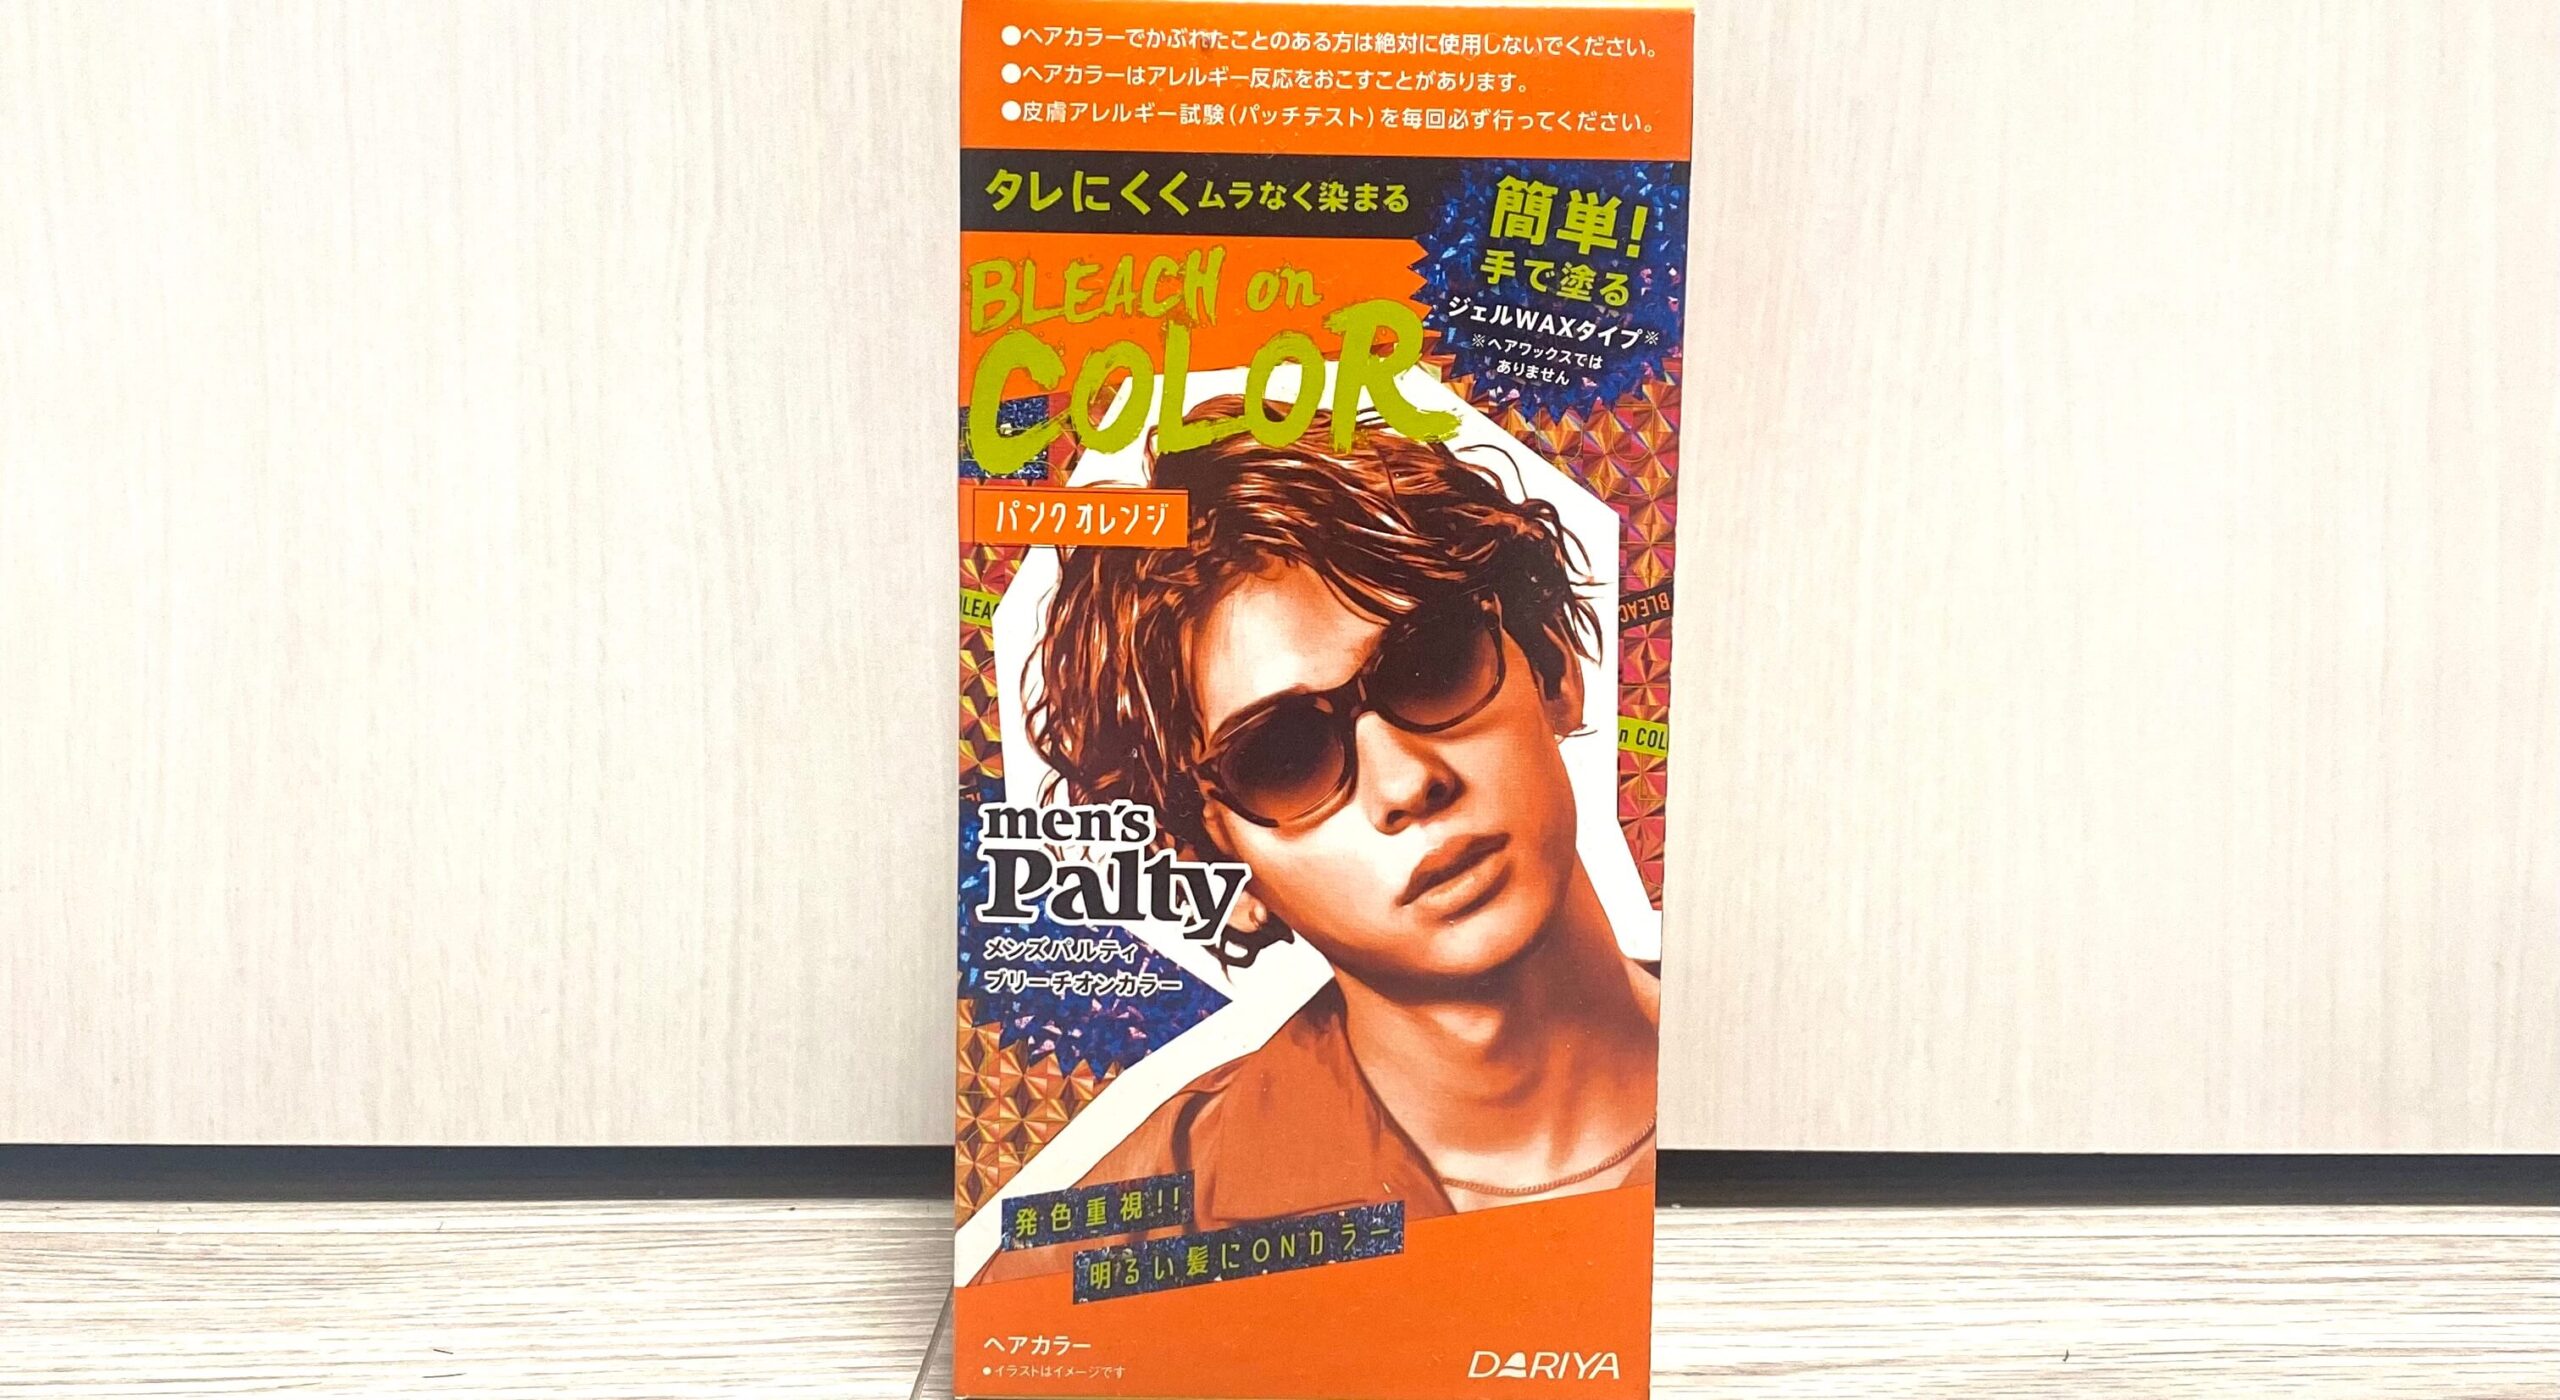 ●ヘアカラーでかぶれたことのある方は絶対に使用しないでください。
●ヘアカラーはアレルギー反応をおこすことがあります。
●皮膚アレルギー試験(パッチテスト)を毎回必ず行ってください。
タレにくくムラなく染まる
簡単!
手で塗る
ジェルWAXタイプ※
※ヘアワックスでは
ありません
BLEACH on
COLOR
パンクオレンジ
BLEAC
BLEAC
n COL
men's
Palty
メンズパルティ
ブリーチオンカラー
発色重視!!
明るい髪にONカラー
ヘアカラー
●イラストはイメージです
DARIYA